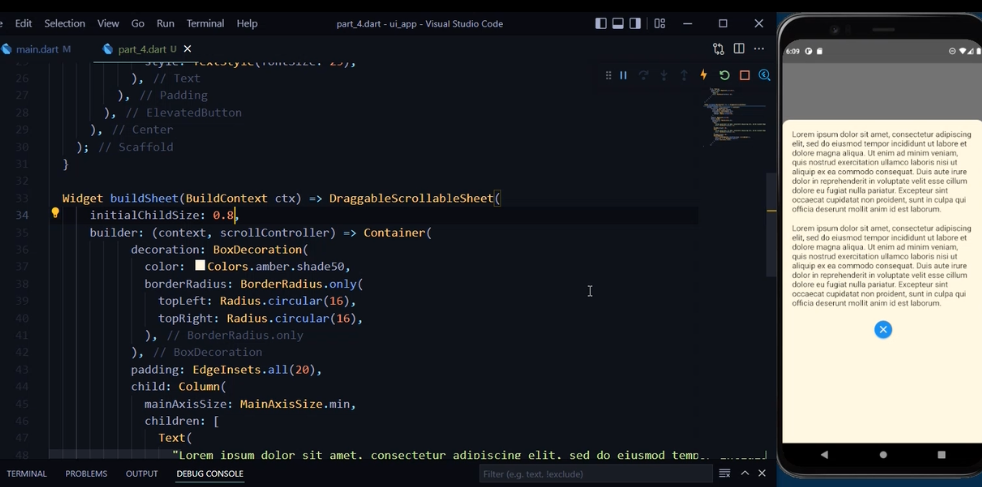 Edit Selection View Go Run Terminal Help part_4.dart - ui_app - Visual Studio Code
main.dart M part_4.dart U
style: TextStyle(fontSize: 25),
26 ), // Text
27 ), // Padding
28 ), // ElevatedButton
29 ), // Center
30 ); // Scaffold
31 }
32
33 Widget buildSheet(BuildContext ctx) => DraggableScrollableSheet(
34 initialChildSize: 0.8,
35 builder: (context, scrollController) => Container(
36 decoration: BoxDecoration(
37 color: Colors.amber.shade50,
38 borderRadius: BorderRadius.only(
39 topLeft: Radius.circular(16),
40 topRight: Radius.circular(16),
41 ), // BorderRadius.only
42 ), // BoxDecoration
43 padding: EdgeInsets.all(20),
44 child: Column(
45 mainAxisSize: MainAxisSize.min,
46 children: [
47 Text(
48 "Lorem ipsum dolor sit amet, consectetur adipiscing elit, sed do eiusmod
TERMINAL PROBLEMS OUTPUT DEBUG CONSOLE Filter (e.g. text, !exclude)
6:09
Lorem ipsum dolor sit amet, consectetur adipiscing
elit, sed do eiusmod tempor incididunt ut labore et
dolore magna aliqua. Ut enim ad minim veniam,
quis nostrud exercitation ullamco laboris nisi ut
aliquip ex ea commodo consequat. Duis aute irure
dolor in reprehenderit in voluptate velit esse cillum
dolore eu fugiat nulla pariatur. Excepteur sint
occaecat cupidatat non proident, sunt in culpa qui
officia deserunt mollit anim id est laborum.
Lorem ipsum dolor sit amet, consectetur adipiscing
elit, sed do eiusmod tempor incididunt ut labore et
dolore magna aliqua. Ut enim ad minim veniam,
quis nostrud exercitation ullamco laboris nisi ut
aliquip ex ea commodo consequat. Duis aute irure
dolor in reprehenderit in voluptate velit esse cillum
dolore eu fugiat nulla pariatur. Excepteur sint
occaecat cupidatat non proident, sunt in culpa qui
officia deserunt mollit anim id est laborum.